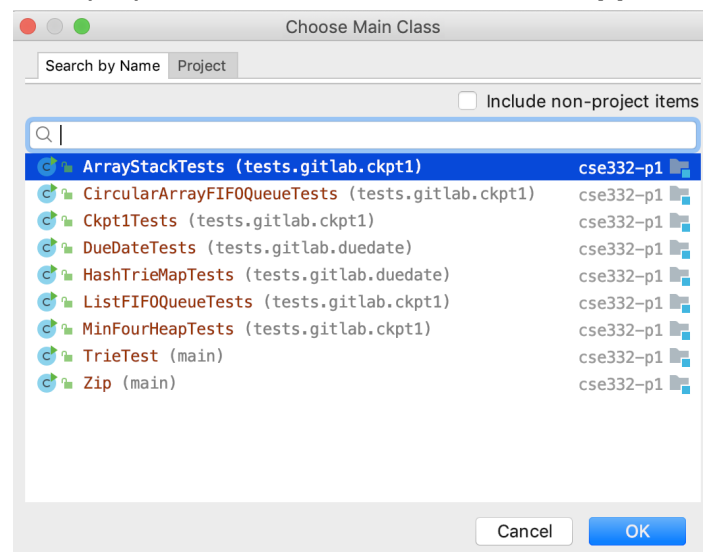 Choose Main Class
Search by Name Project
Include non-project items
ArrayStackTests (tests.gitlab.ckpt1) cse332-p1
CircularArrayFIFOQueueTests (tests.gitlab.ckpt1) cse332-p1
Ckpt1Tests (tests.gitlab.ckpt1) cse332-p1
DueDateTests (tests.gitlab.duedate) cse332-p1
HashTrieMapTests (tests.gitlab.duedate) cse332-p1
ListFIFOQueueTests (tests.gitlab.ckpt1) cse332-p1
MinFourHeapTests (tests.gitlab.ckpt1) cse332-p1
TrieTest (main) cse332-p1
Zip (main) cse332-p1
Cancel OK